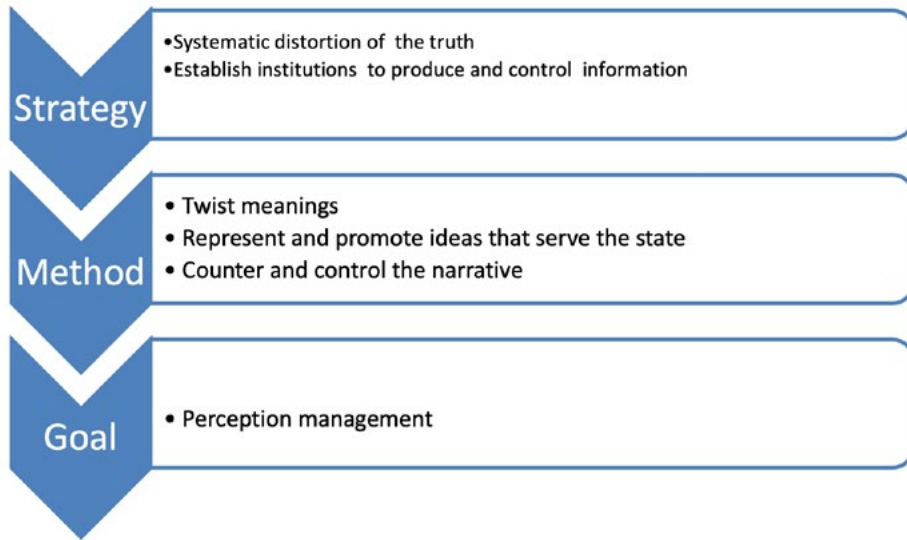 Strategy
•Systematic distortion of the truth
•Establish institutions to produce and control information
Method
• Twist meanings
• Represent and promote ideas that serve the state
• Counter and control the narrative
Goal
• Perception management